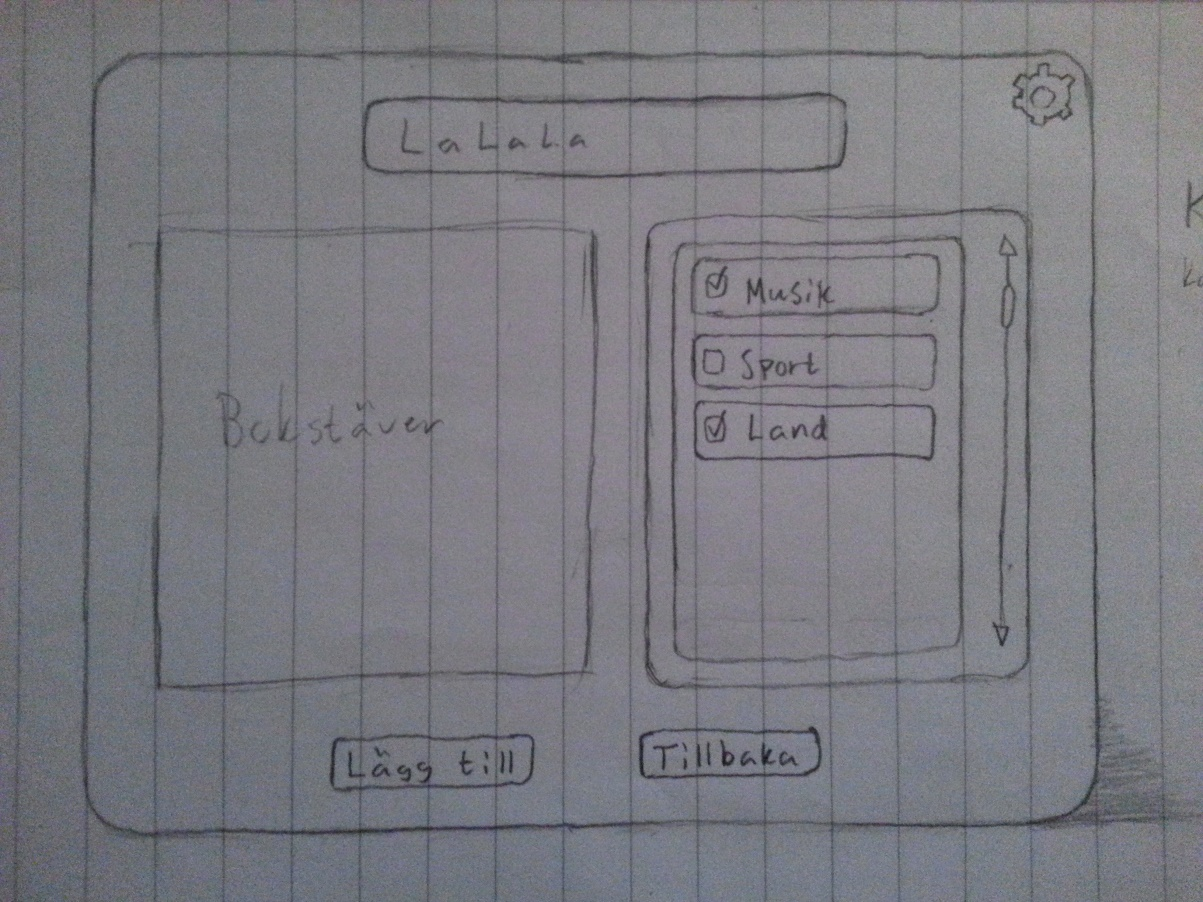 LaLaLa
Musik
Sport
Land
Bokstäver
Lägg till
Tillbaka